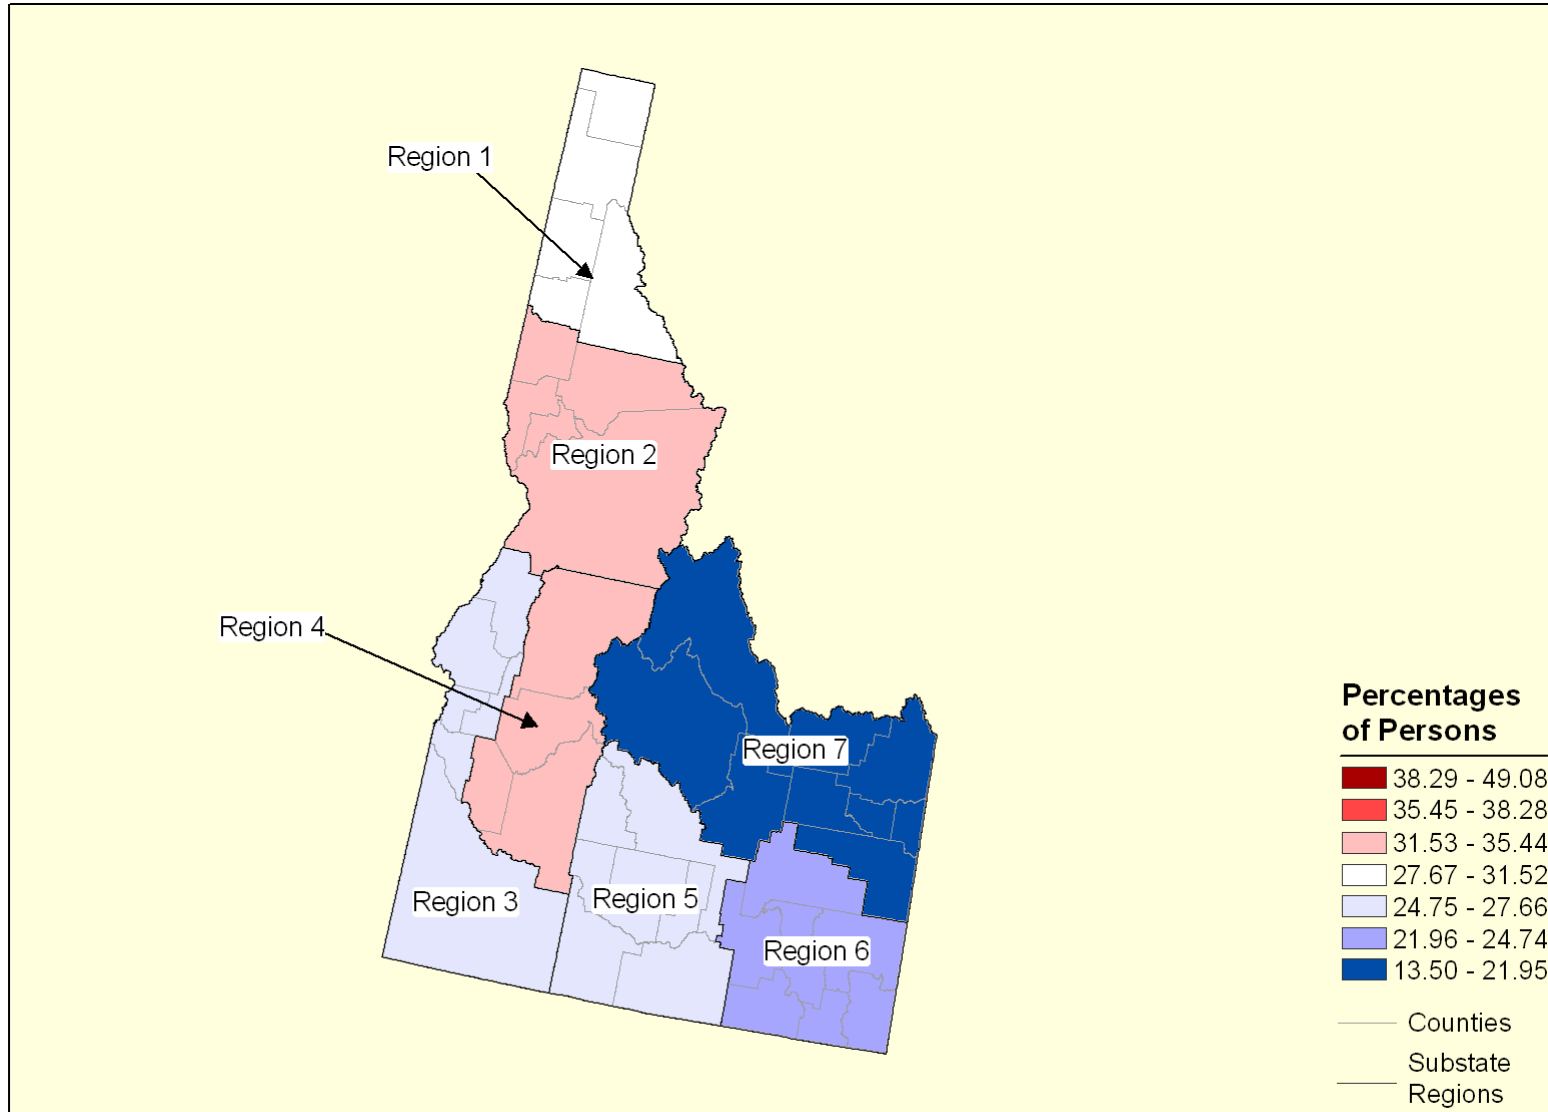 Region 1
Region 2
Region 4
Region 7
Region 3
Region 5
Region 6
Percentages
of Persons
38.29 - 49.08
35.45 - 38.28
31.53 - 35.44
27.67 - 31.52
24.75 - 27.66
21.96 - 24.74
13.50 - 21.95
Counties
Substate
Regions